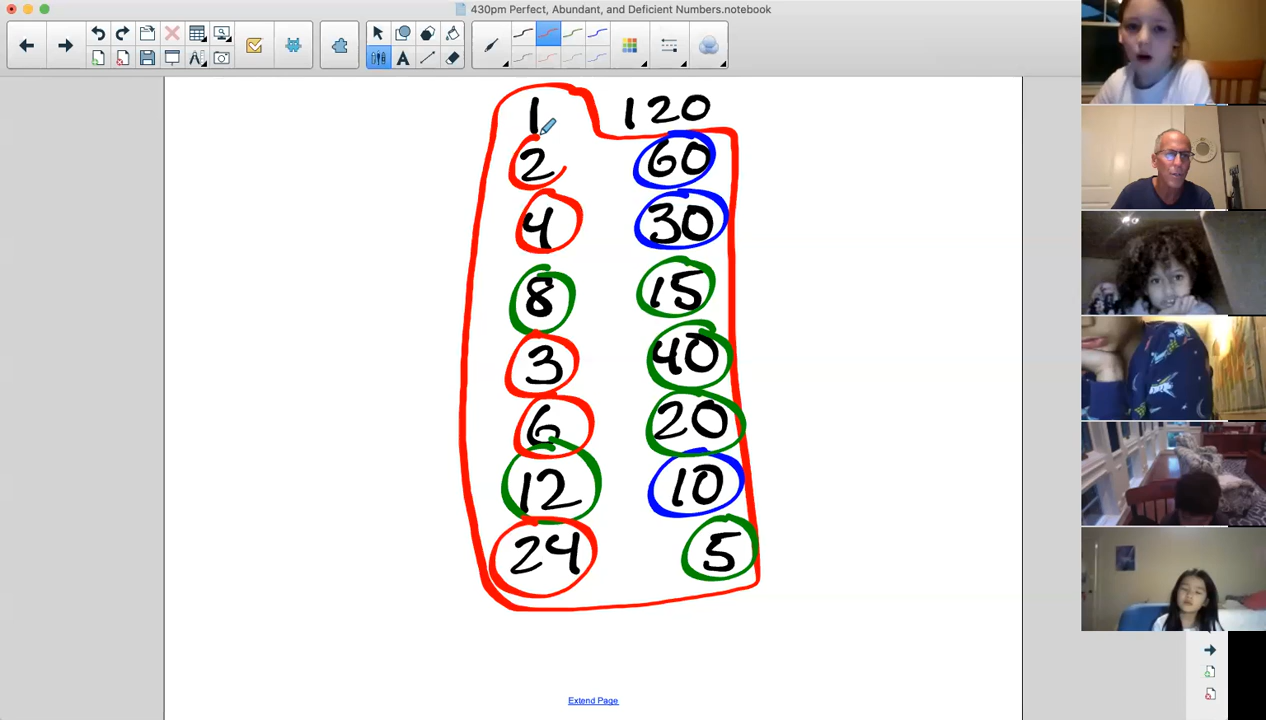 430pm Perfect, Abundant, and Deficient Numbers.notebook
A
1 120
2 60
4 30
8 15
3 40
6 20
12 10
24 5
Extend Page